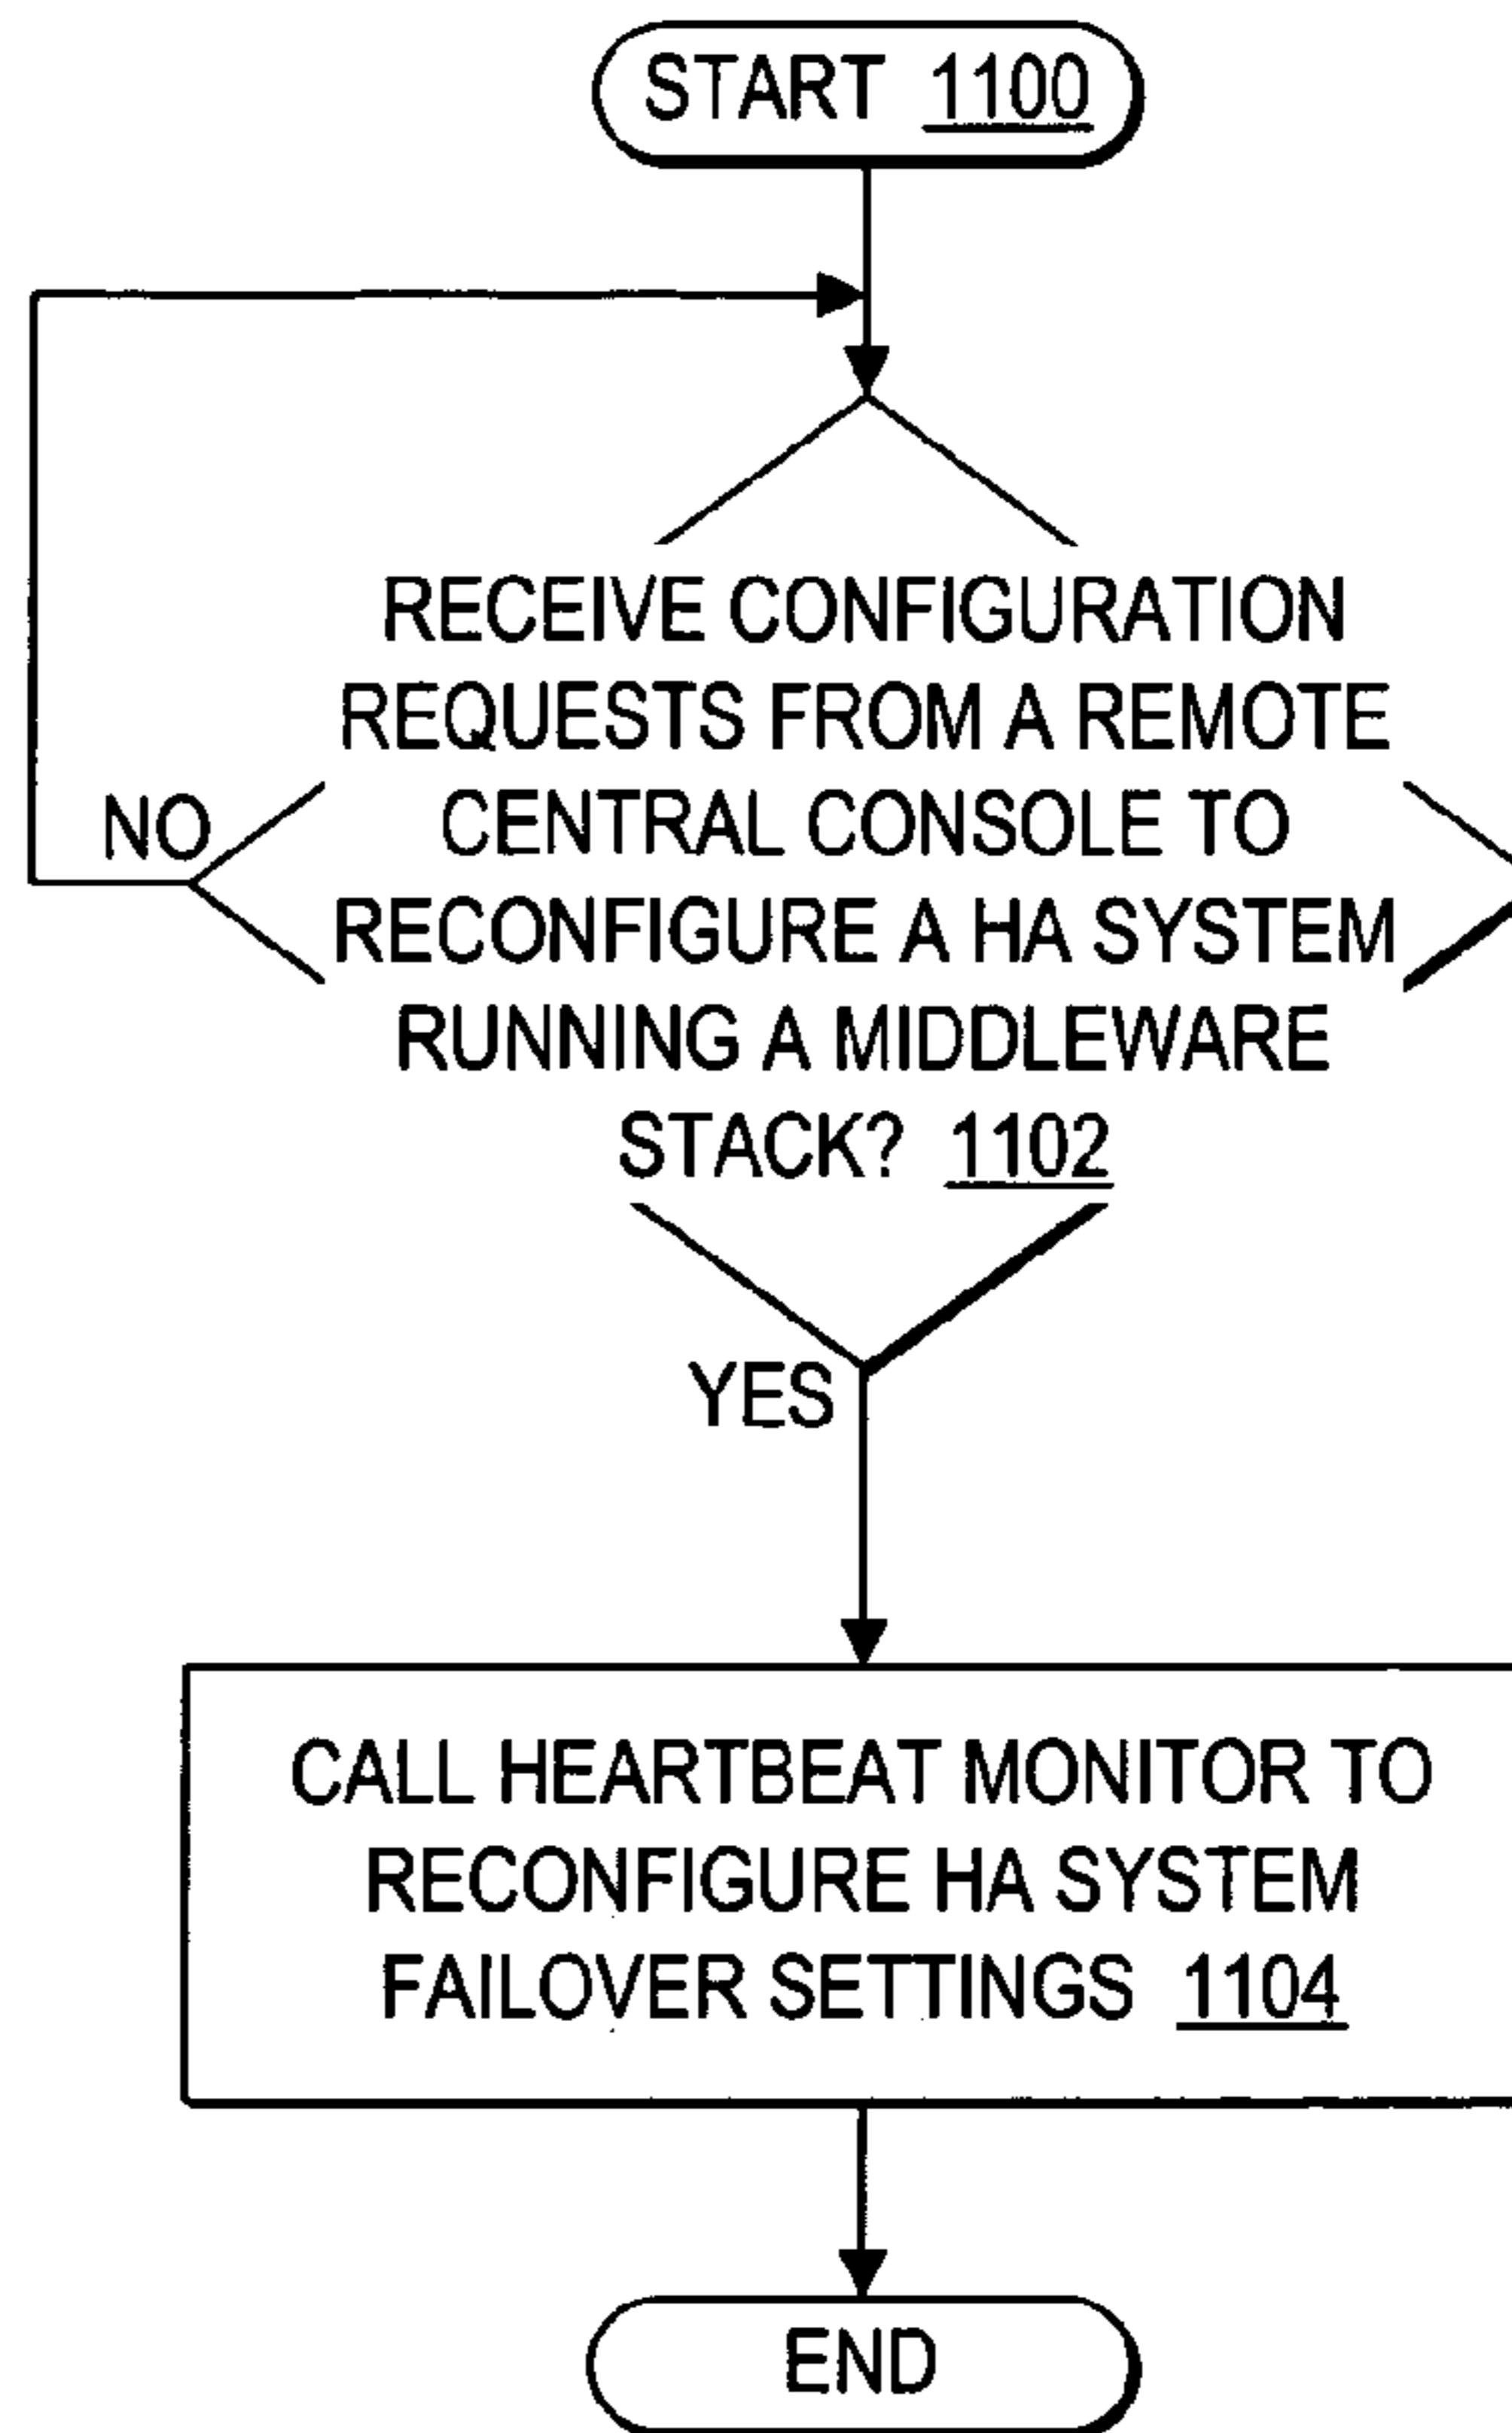 START 1100
RECEIVE CONFIGURATION
REQUESTS FROM A REMOTE
CENTRAL CONSOLE TO
RECONFIGURE A HA SYSTEM
RUNNING A MIDDLEWARE
STACK? 1102
NO
YES
CALL HEARTBEAT MONITOR TO
RECONFIGURE HA SYSTEM
FAILOVER SETTINGS 1104
END